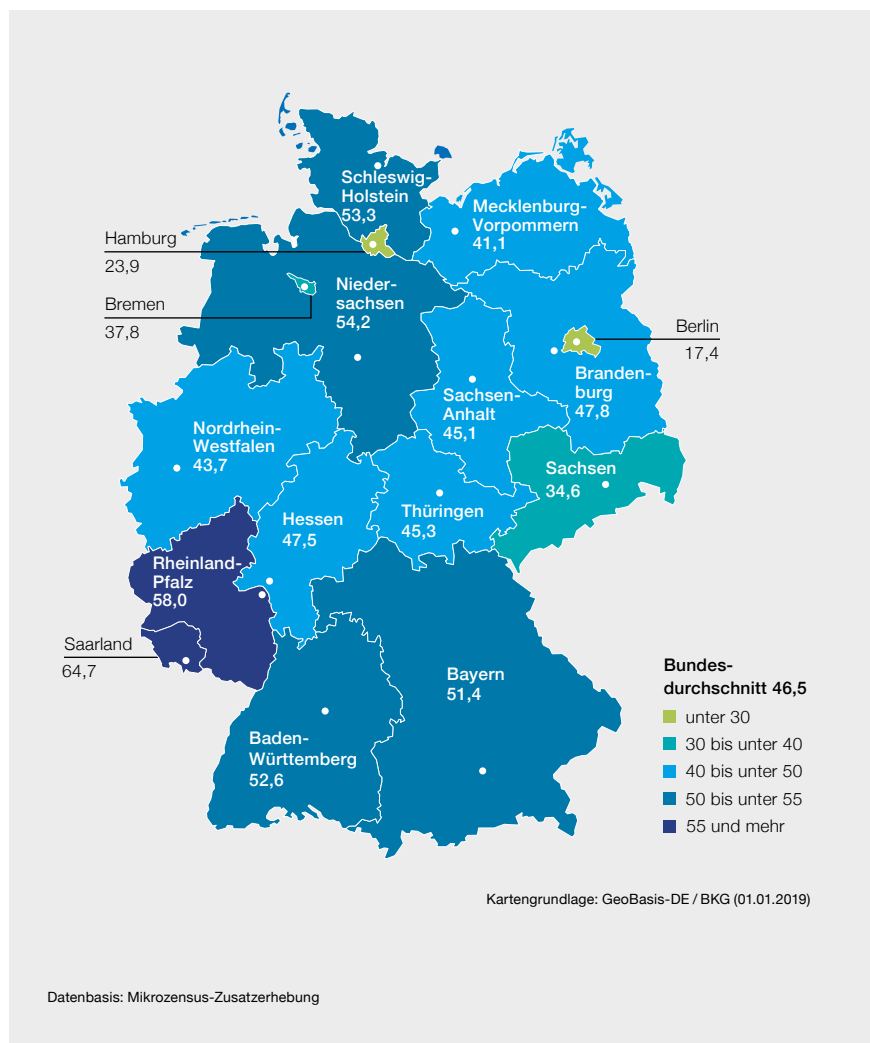 Schleswig-
Holstein
53,3
Mecklenburg-
Vorpommern
41,1
Hamburg
23,9
Bremen
37,8
Nieder-
sachsen
54,2
Berlin
17,4
Branden-
burg
47,8
Sachsen-
Anhalt
45,1
Nordrhein-
Westfalen
43,7
Sachsen
34,6
Hessen
47,5
Thüringen
45,3
Rheinland-
Pfalz
58,0
Saarland
64,7
Bayern
51,4
Baden-
Württemberg
52,6
Bundes-
durchschnitt 46,5
unter 30
30 bis unter 40
40 bis unter 50
50 bis unter 55
55 und mehr
Kartengrundlage: GeoBasis-DE / BKG (01.01.2019)
Datenbasis: Mikrozensus-Zusatzerhebung